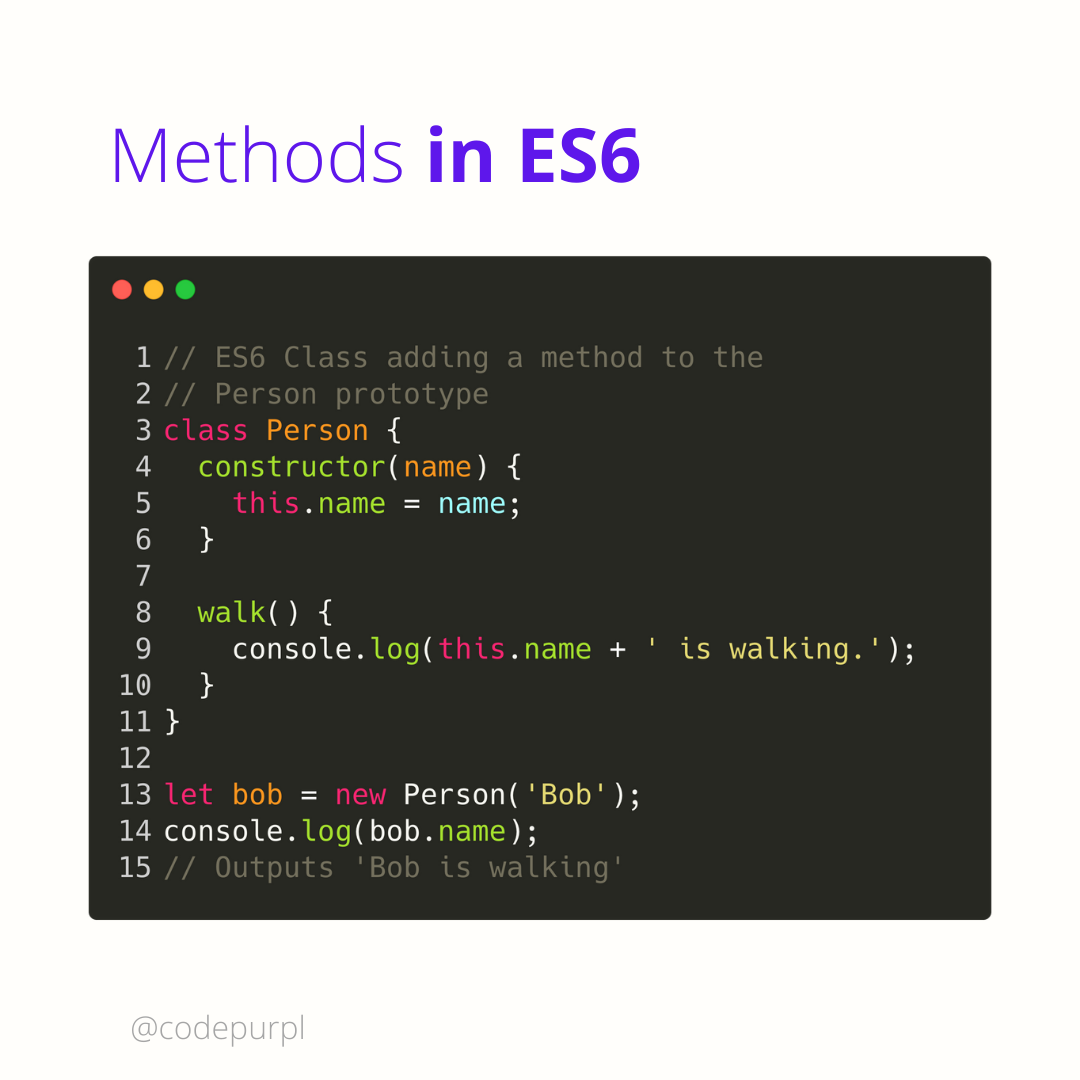 Methods in ES6
1 // ES6 Class adding a method to the
2 // Person prototype
3 class Person {
4   constructor(name) {
5     this.name = name;
6   }
7
8   walk() {
9     console.log(this.name + ' is walking.');
10   }
11 }
12
13 let bob = new Person('Bob');
14 console.log(bob.name);
15 // Outputs 'Bob is walking'
@codepurpl